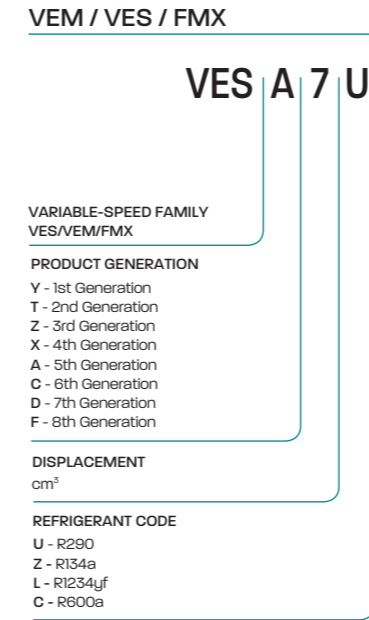 VEM / VES / FMX
VES A 7 U
VARIABLE-SPEED FAMILY
VES/VEM/FMX
PRODUCT GENERATION
Y - 1st Generation
T - 2nd Generation
Z - 3rd Generation
X - 4th Generation
A - 5th Generation
C - 6th Generation
D - 7th Generation
F - 8th Generation
DISPLACEMENT
cm³
REFRIGERANT CODE
U - R290
Z - R134a
L - R1234yf
C - R600a